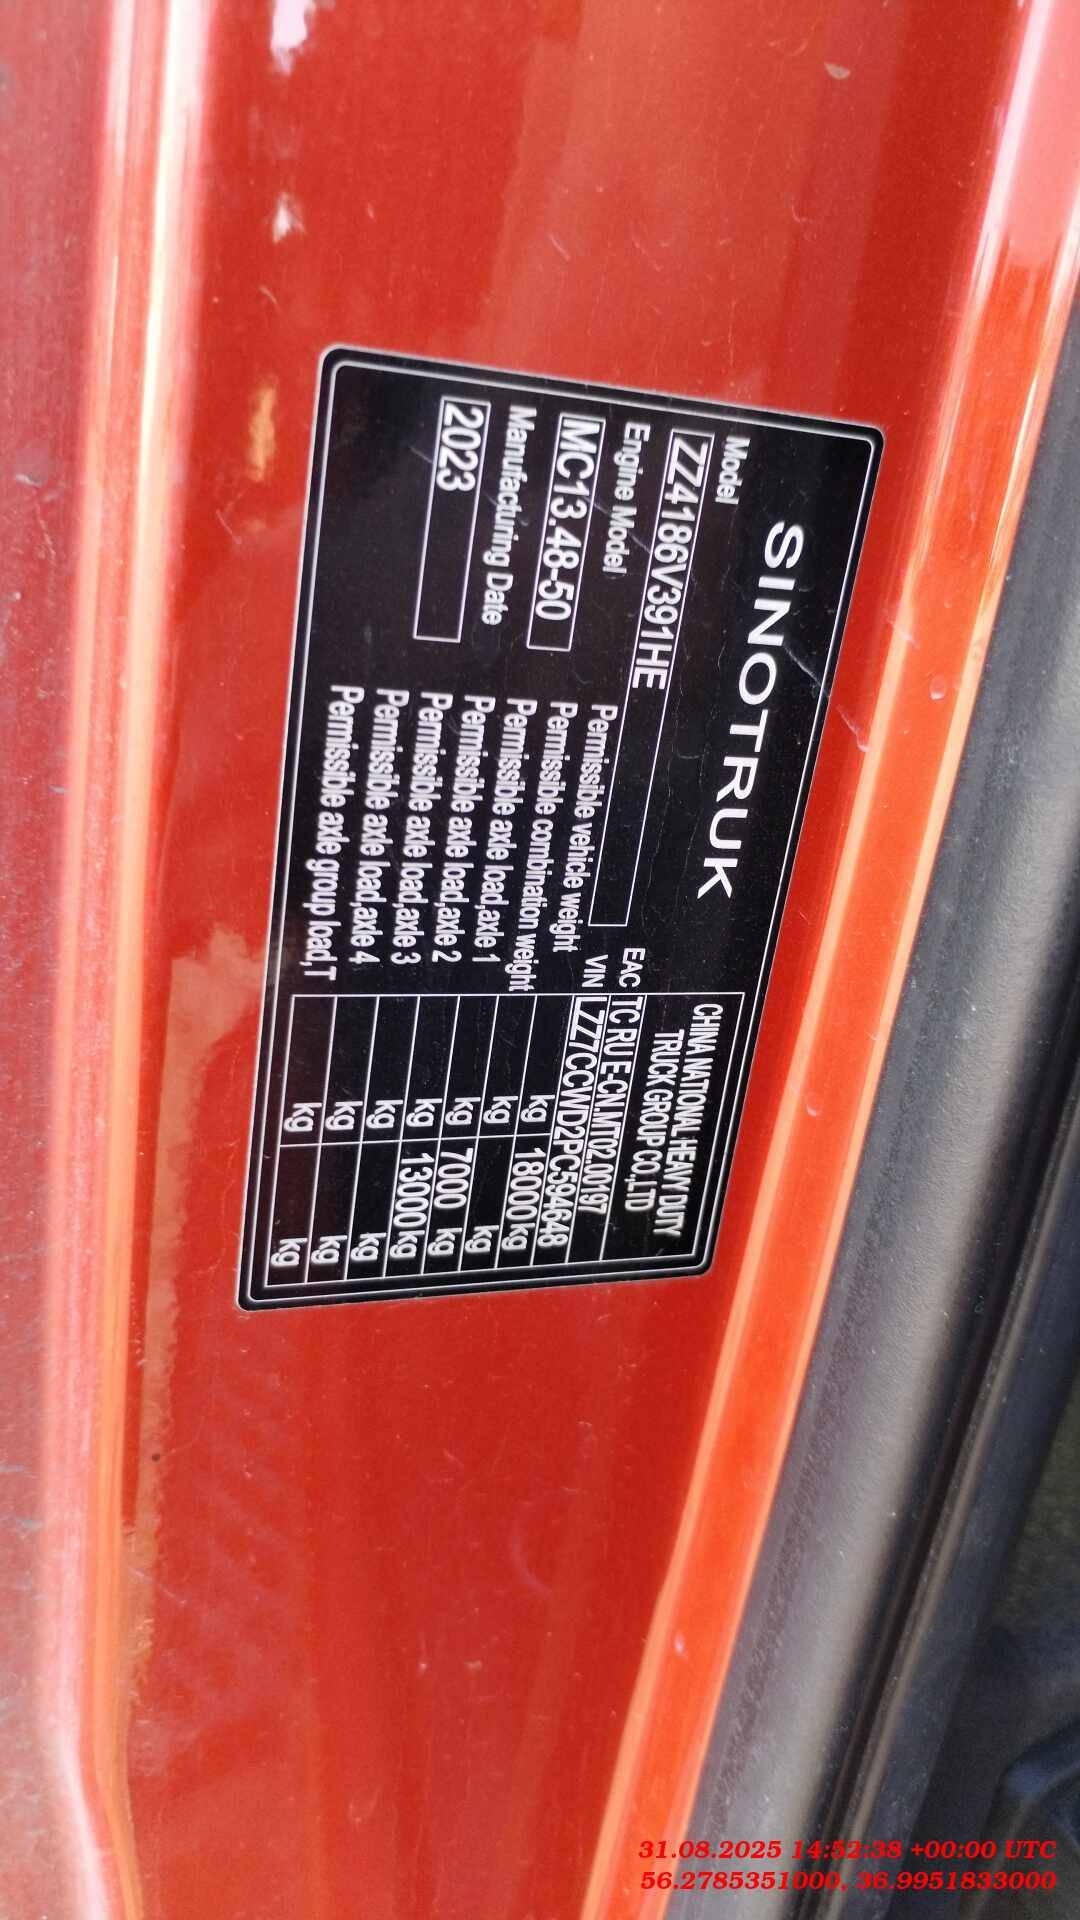 SINOTRUK
Model
ZZ4186V391HE
Engine Model
MC13.48-50
Manufacturing Date
2023
CHINA NATIONAL HEAVY DUTY
TRUCK GROUP CO.,LTD
EAC TC RU E-CN.MT02.00197
VIN LZZ7CCWD2PC594648
Permissible vehicle weight kg 18000 kg
Permissible combination weight kg kg
Permissible axle load,axle 1 kg 7000 kg
Permissible axle load,axle 2 kg 13000 kg
Permissible axle load,axle 3 kg kg
Permissible axle load,axle 4 kg kg
Permissible axle group load,T kg kg
31.08.2025 14:52:38 +00:00 UTC
56.2785351000, 36.9951833000